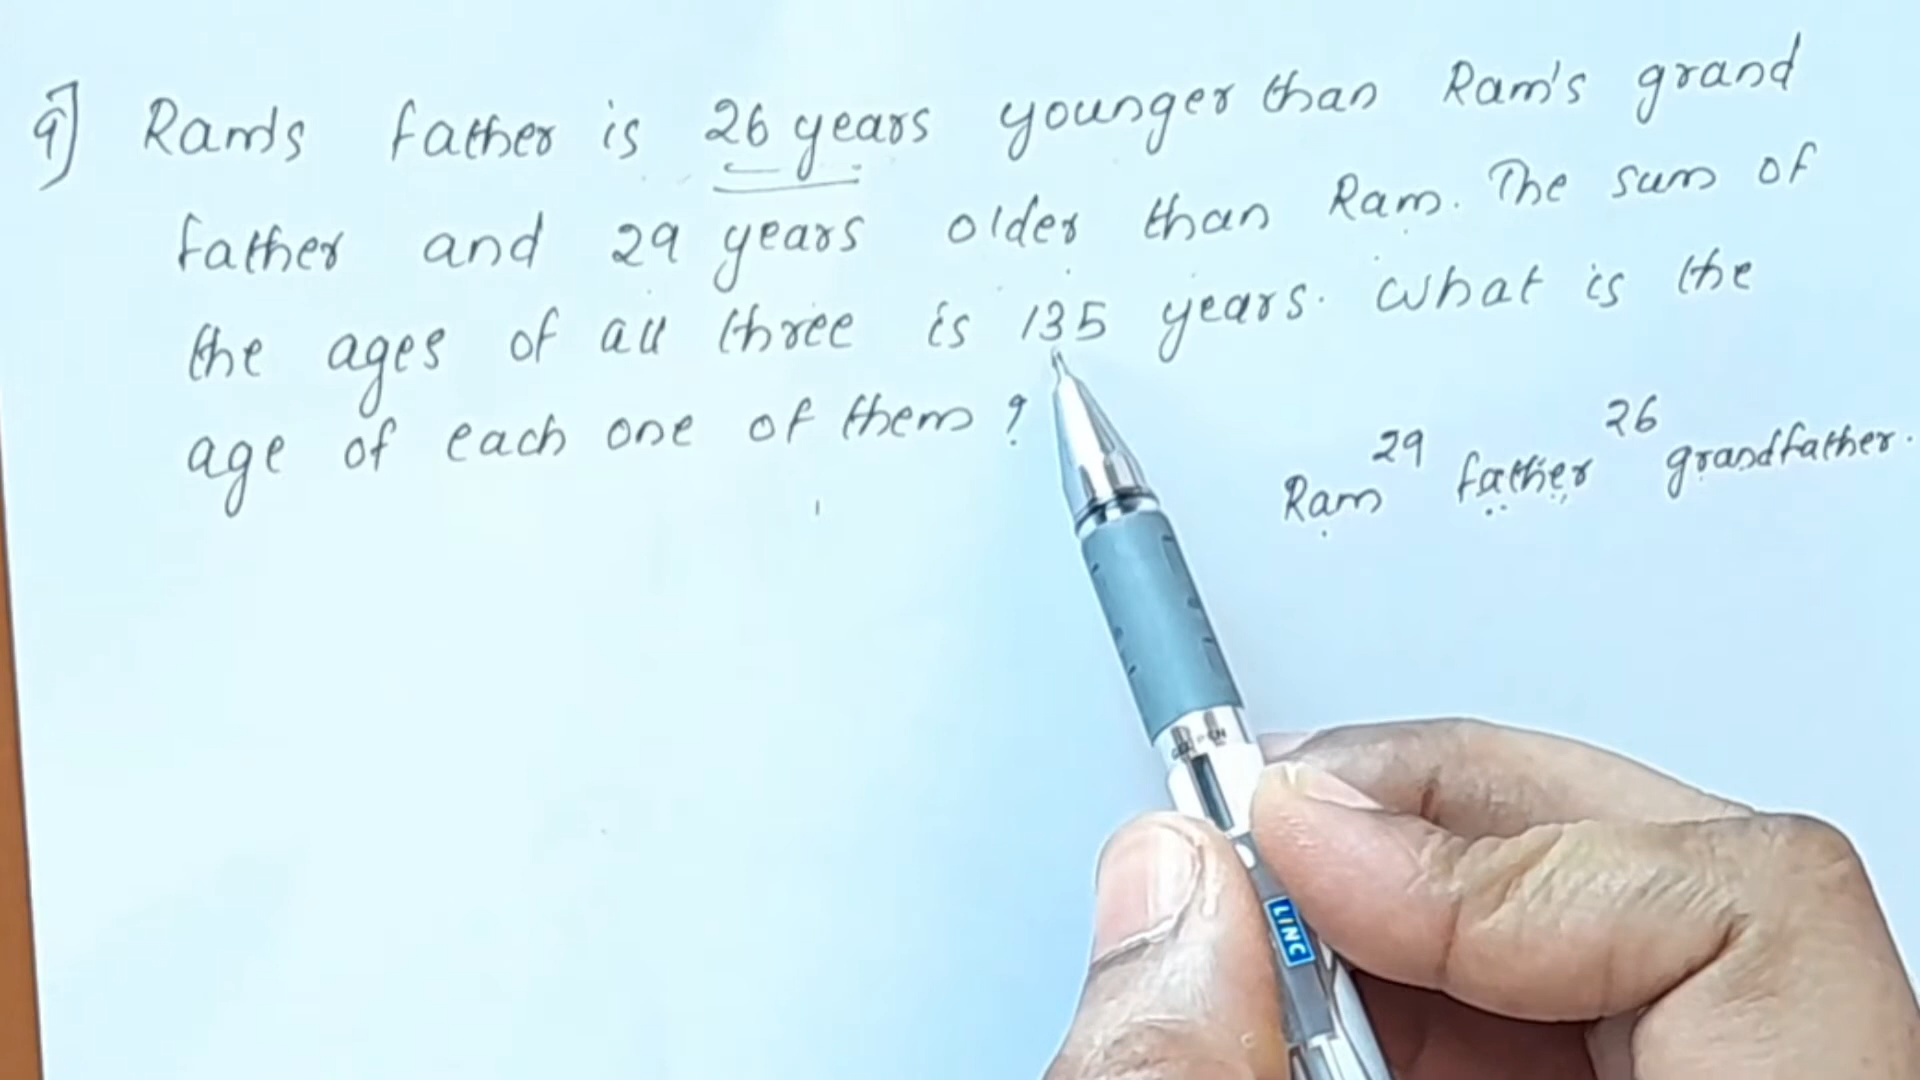 9] Ram's father is 26 years younger than Ram's grand
father and 29 years older than Ram. The sum of
the ages of all three is 135 years. What is the
age of each one of them ?
Ram 29 father 26 grandfather.
LINC